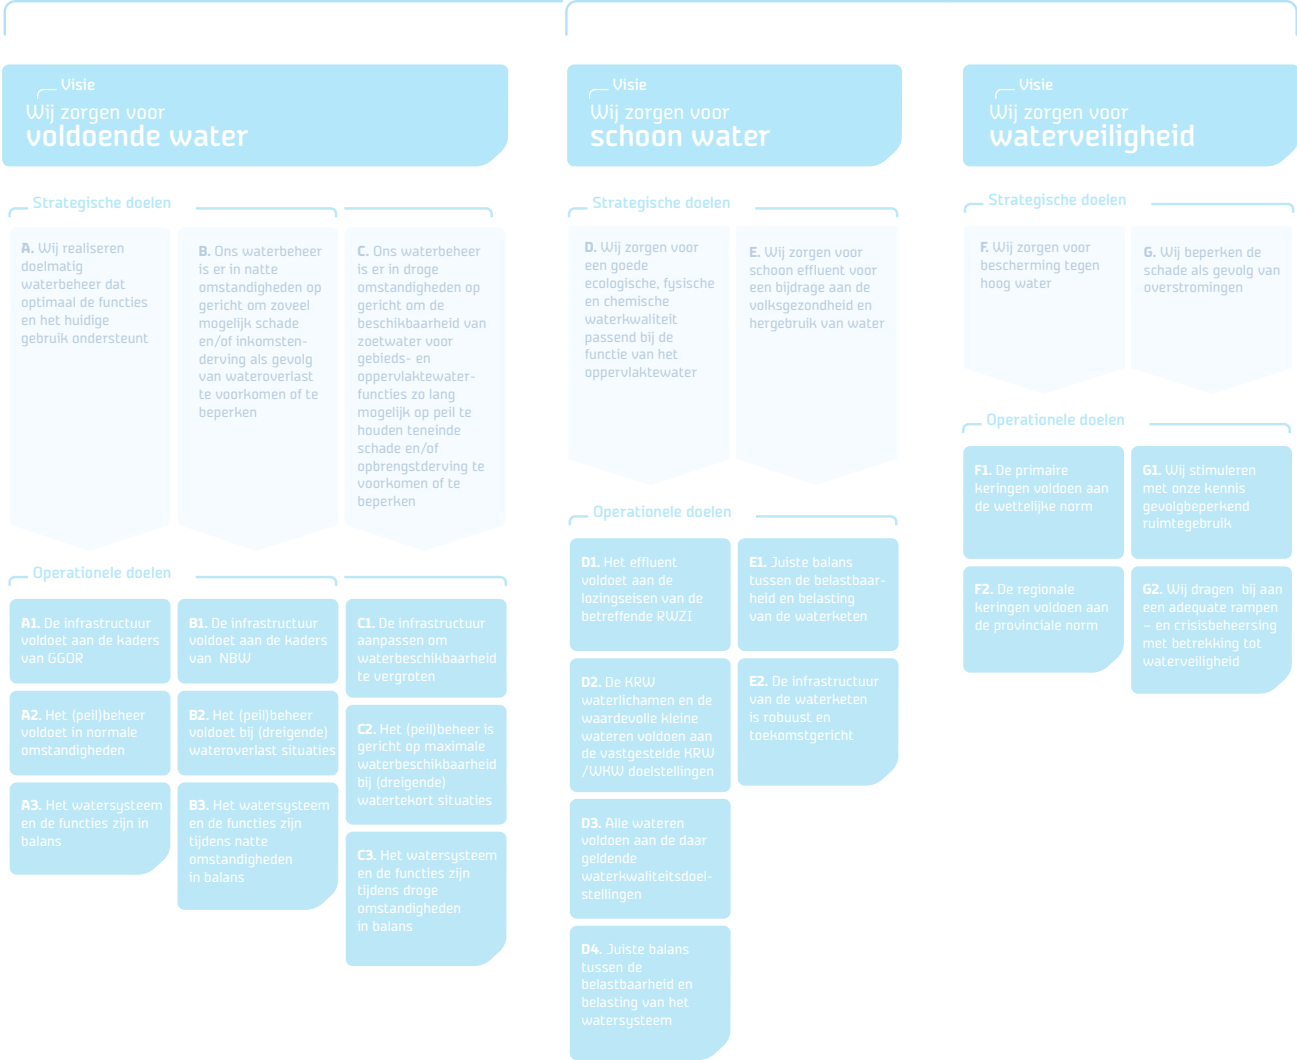 Visie
Wij zorgen voor
voldoende water
Strategische doelen
A. Wij realiseren
doelmatig
waterbeheer dat
optimaal de functies
en het huidige
gebruik ondersteunt
B. Ons waterbeheer
is er in natte
omstandigheden op
gericht om zoveel
mogelijk schade
en/of inkomsten-
derving als gevolg
van wateroverlast
te voorkomen of te
beperken
C. Ons waterbeheer
is er in droge
omstandigheden op
gericht om de
beschikbaarheid van
zoetwater voor
gebieds- en
oppervlaktewater-
functies zo lang
mogelijk op peil te
houden teneinde
schade en/of
opbrengstderving te
voorkomen of te
beperken
Operationele doelen
A1. De infrastructuur
voldoet aan de kaders
van GGOR
A2. Het (peil)beheer
voldoet in normale
omstandigheden
A3. Het watersysteem
en de functies zijn in
balans
B1. De infrastructuur
voldoet aan de kaders
van  NBW
B2. Het (peil)beheer
voldoet bij (dreigende)
wateroverlast situaties
B3. Het watersysteem
en de functies zijn
tijdens natte
omstandigheden
in balans
C1. De infrastructuur
aanpassen om
waterbeschikbaarheid
te vergroten
C2. Het (peil)beheer is
gericht op maximale
waterbeschikbaarheid
bij (dreigende)
watertekort situaties
C3. Het watersysteem
en de functies zijn
tijdens droge
omstandigheden
in balans
Visie
Wij zorgen voor
schoon water
Strategische doelen
D. Wij zorgen voor
een goede
ecologische, fysische
en chemische
waterkwaliteit
passend bij de
functie van het
oppervlaktewater
E. Wij zorgen voor
schoon effluent voor
een bijdrage aan de
volksgezondheid en
hergebruik van water
Operationele doelen
D1. Het effluent
voldoet aan de
lozingseisen van de
betreffende RWZI
D2. De KRW
waterlichamen en de
waardevolle kleine
wateren voldoen aan
de vastgestelde KRW
/WKW doelstellingen
D3. Alle wateren
voldoen aan de daar
geldende
waterkwaliteitsdoel-
stellingen
D4. Juiste balans
tussen de
belastbaarheid en
belasting van het
watersysteem
E1. Juiste balans
tussen de belastbaar-
heid en belasting
van de waterketen
E2. De infrastructuur
van de waterketen
is robuust en
toekomstgericht
Visie
Wij zorgen voor
waterveiligheid
Strategische doelen
F. Wij zorgen voor
bescherming tegen
hoog water
G. Wij beperken de
schade als gevolg van
overstromingen
Operationele doelen
F1. De primaire
keringen voldoen aan
de wettelijke norm
F2. De regionale
keringen voldoen aan
de provinciale norm
G1. Wij stimuleren
met onze kennis
gevolgbeperkend
ruimtegebruik
G2. Wij dragen  bij aan
een adequate rampen
- en crisisbeheersing
met betrekking tot
waterveiligheid